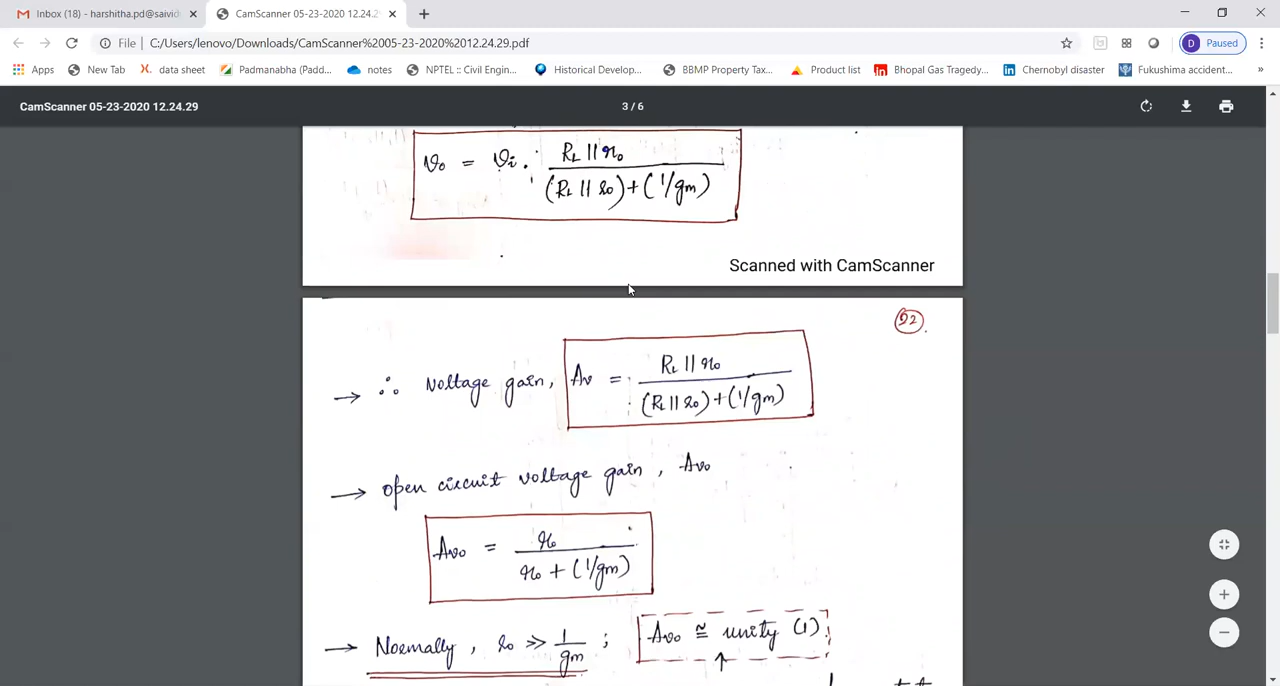 Inbox (18) - harshitha.pd@saivid
CamScanner 05-23-2020 12.24.2
File | C:/Users/lenovo/Downloads/CamScanner%2005-23-2020%2012.24.29.pdf
Paused
Apps New Tab data sheet Padmanabha (Padd... notes NPTEL :: Civil Engin... Historical Develop... BBMP Property Tax... Product list Bhopal Gas Tragedy... Chernobyl disaster Fukushima accident... »
CamScanner 05-23-2020 12.24.29 3 / 6
vo = vi . RL || ro / (RL || ro) + (1/gm)
Scanned with CamScanner
22
→ ∴ Voltage gain, Av = RL || ro / (RL || ro) + (1/gm)
→ open circuit voltage gain, Avo
Avo = ro / ro + (1/gm)
→ Normally, ro >> 1/gm ; Avo ≅ unity (1)